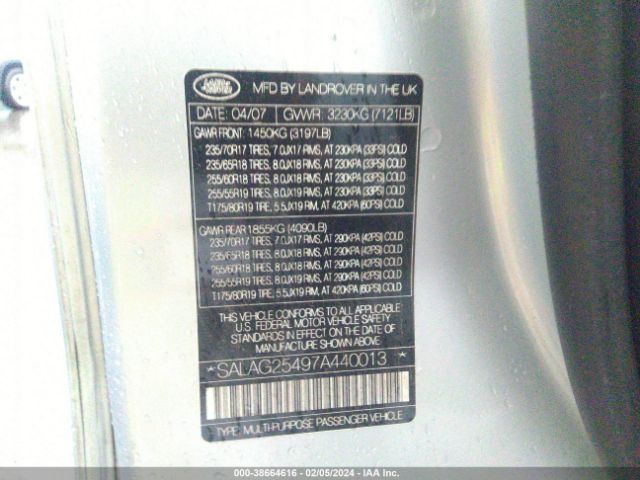 LAND ROVER
MFD BY LANDROVER IN THE UK
DATE: 04/07 GVWR: 3230KG (7121LB)
GAWR FRONT: 1450KG (3197LB)
235/70R17 TIRES, 7.0JX17 RIMS, AT 230KPA (33PSI) COLD
235/65R18 TIRES, 8.0JX18 RIMS, AT 230KPA (33PSI) COLD
255/60R18 TIRES, 8.0JX18 RIMS, AT 230KPA (33PSI) COLD
255/55R19 TIRES, 8.0JX19 RIMS, AT 230KPA (33PSI) COLD
T175/80R19 TIRE, 5.5JX19 RIM, AT 420KPA (60PSI) COLD
GAWR REAR 1855KG (4090LB)
235/70R17 TIRES, 7.0JX17 RIMS, AT 290KPA (42PSI) COLD
235/65R18 TIRES, 8.0JX18 RIMS, AT 290KPA (42PSI) COLD
255/60R18 TIRES, 8.0JX18 RIMS, AT 290KPA (42PSI) COLD
255/55R19 TIRES, 8.0JX19 RIMS, AT 290KPA (42PSI) COLD
T175/80R19 TIRE, 5.5JX19 RIM, AT 420KPA (60PSI) COLD
THIS VEHICLE CONFORMS TO ALL APPLICABLE
U.S. FEDERAL MOTOR VEHICLE SAFETY
STANDARDS IN EFFECT ON THE DATE OF
MANUFACTURE SHOWN ABOVE
*SALAG25497A440013*
TYPE: MULTI-PURPOSE PASSENGER VEHICLE
000-38664616 - 02/05/2024 - IAA Inc.